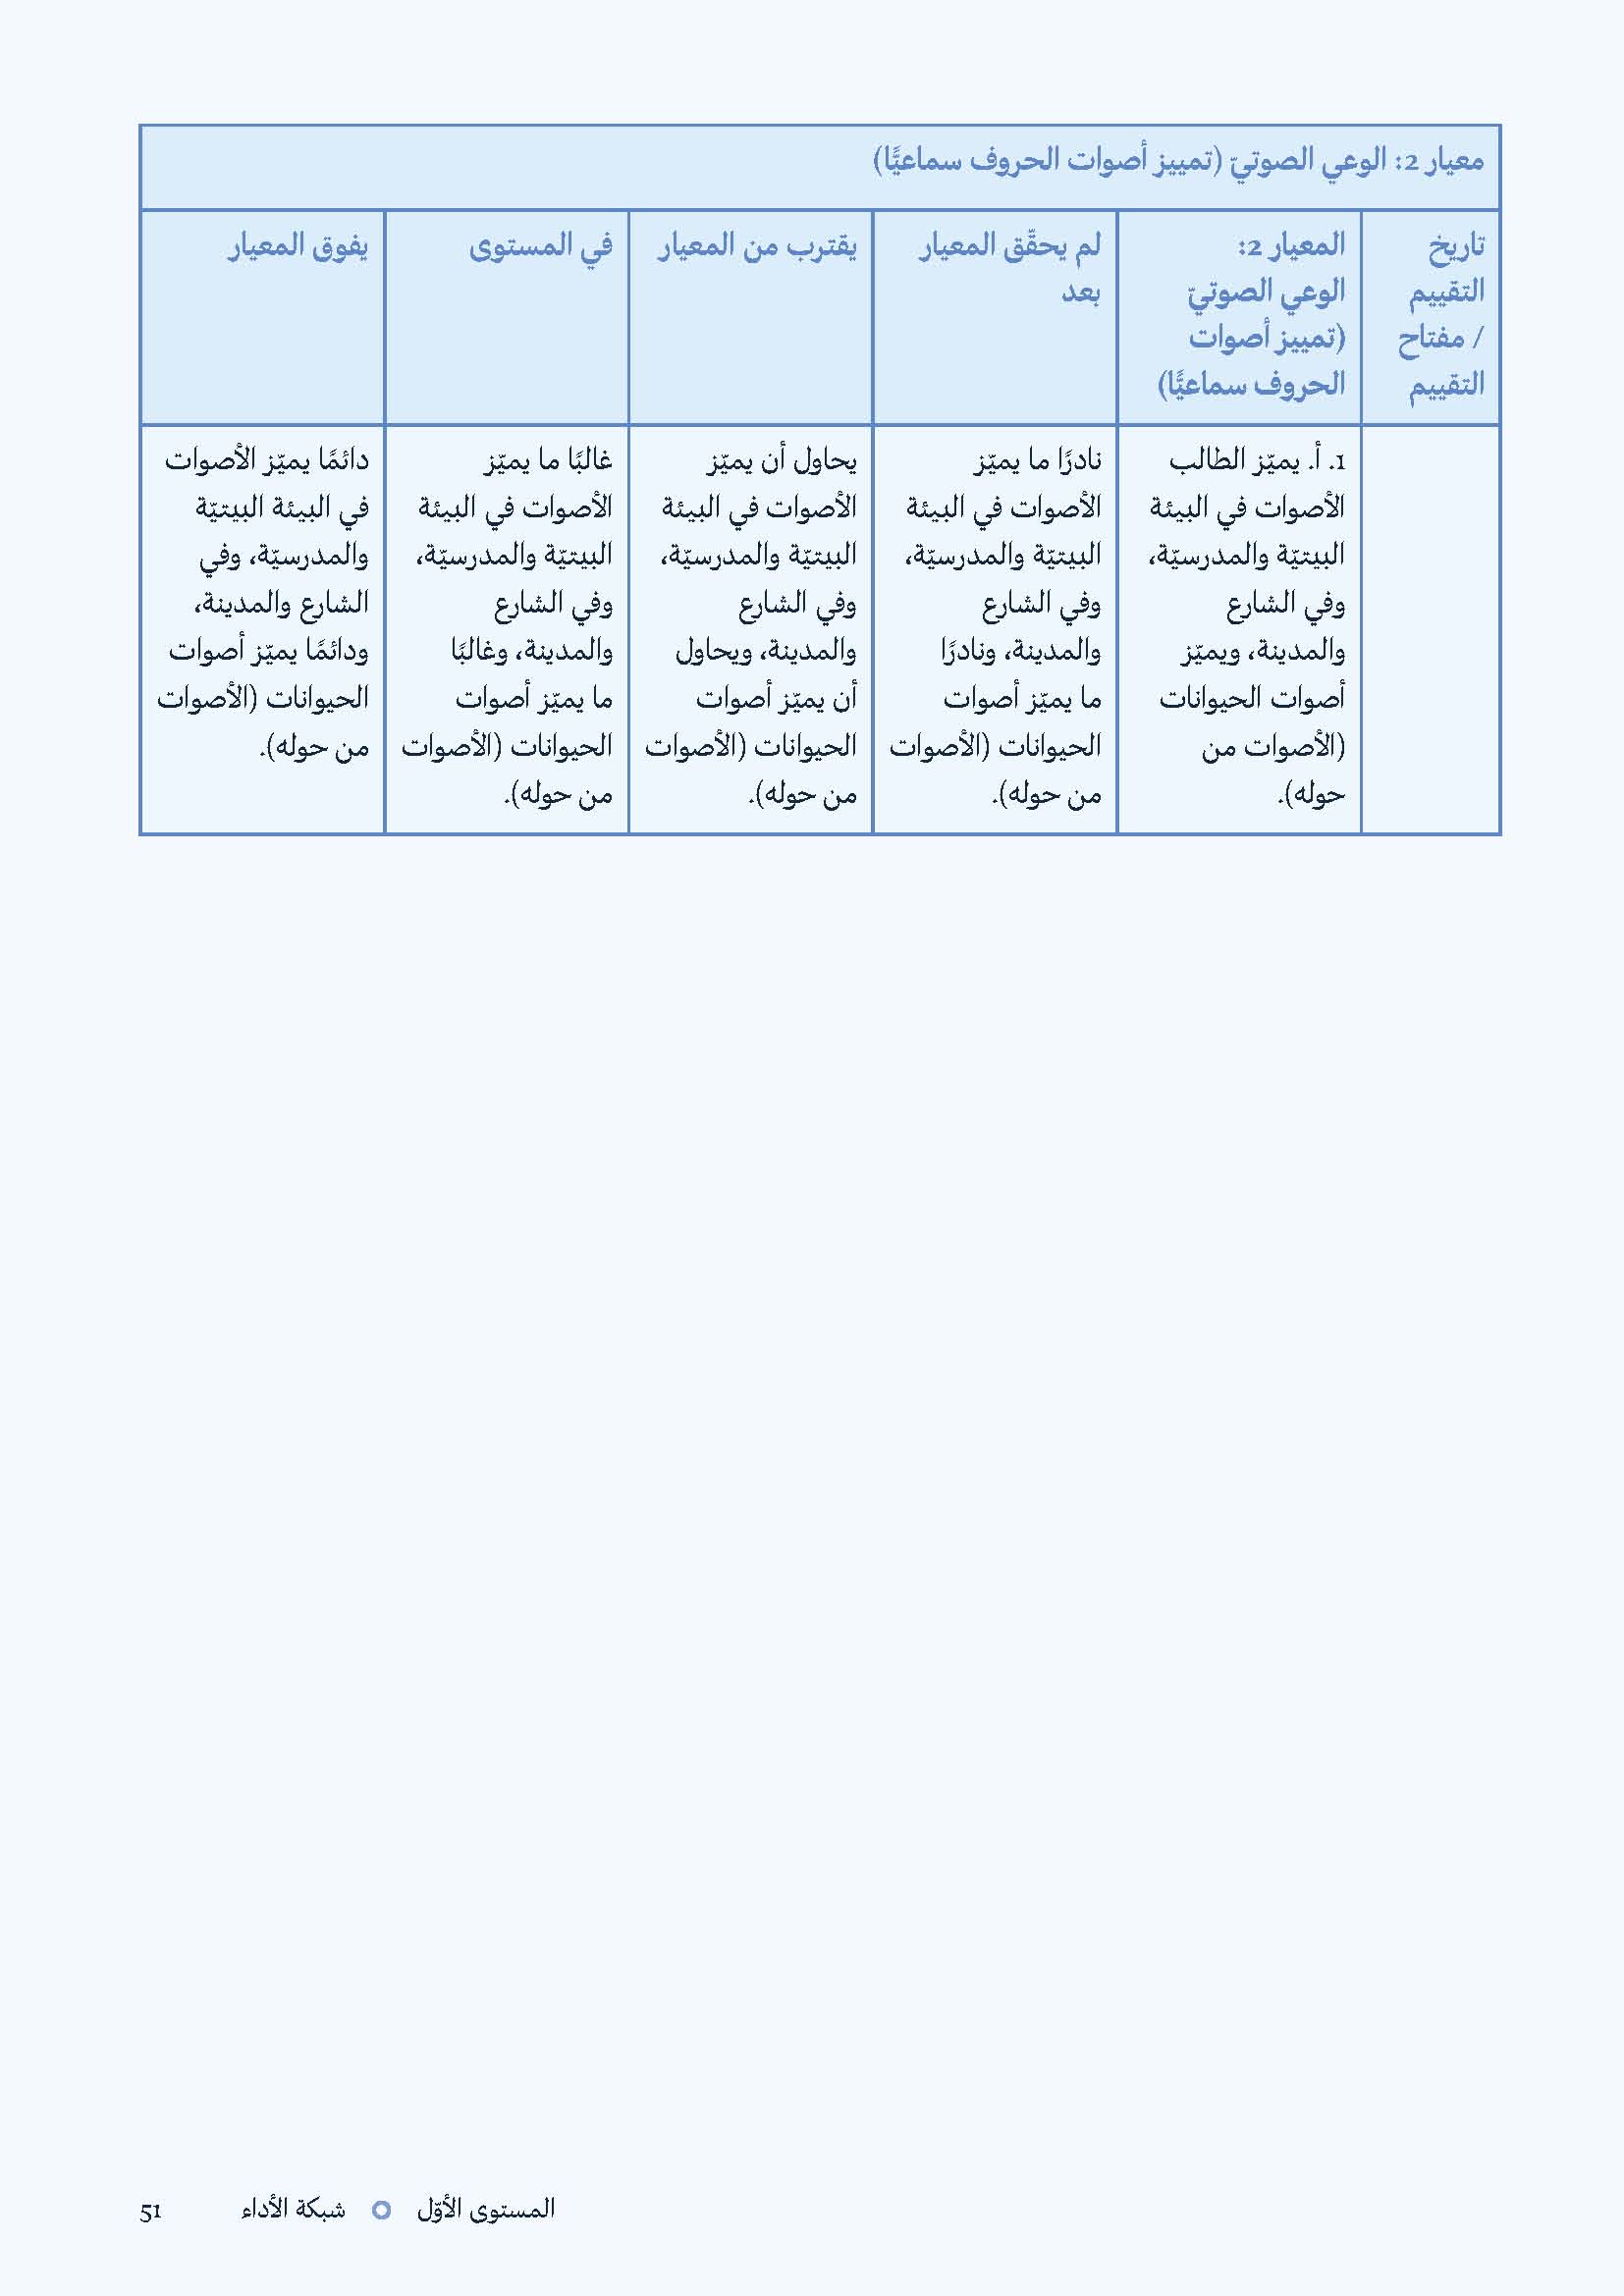 معيار 2: الوعي الصوتيّ (تمييز أصوات الحروف سماعيًّا)
تاريخ
التقييم
/ مفتاح
التقييم
المعيار 2:
الوعي الصوتيّ
(تمييز أصوات
الحروف سماعيًّا)
لم يحقّق المعيار
بعد
يقترب من المعيار
في المستوى
يفوق المعيار
1. أ. يميّز الطالب
الأصوات في البيئة
البيتيّة والمدرسيّة،
وفي الشارع
والمدينة، ويميّز
أصوات الحيوانات
(الأصوات من
حوله).
نادرًا ما يميّز
الأصوات في البيئة
البيتيّة والمدرسيّة،
وفي الشارع
والمدينة، ونادرًا
ما يميّز أصوات
الحيوانات (الأصوات
من حوله).
يحاول أن يميّز
الأصوات في البيئة
البيتيّة والمدرسيّة،
وفي الشارع
والمدينة، ويحاول
أن يميّز أصوات
الحيوانات (الأصوات
من حوله).
غالبًا ما يميّز
الأصوات في البيئة
البيتيّة والمدرسيّة،
وفي الشارع
والمدينة، وغالبًا
ما يميّز أصوات
الحيوانات (الأصوات
من حوله).
دائمًا يميّز الأصوات
في البيئة البيتيّة
والمدرسيّة، وفي
الشارع والمدينة،
ودائمًا يميّز أصوات
الحيوانات (الأصوات
من حوله).
المستوى الأوّل شبكة الأداء 51